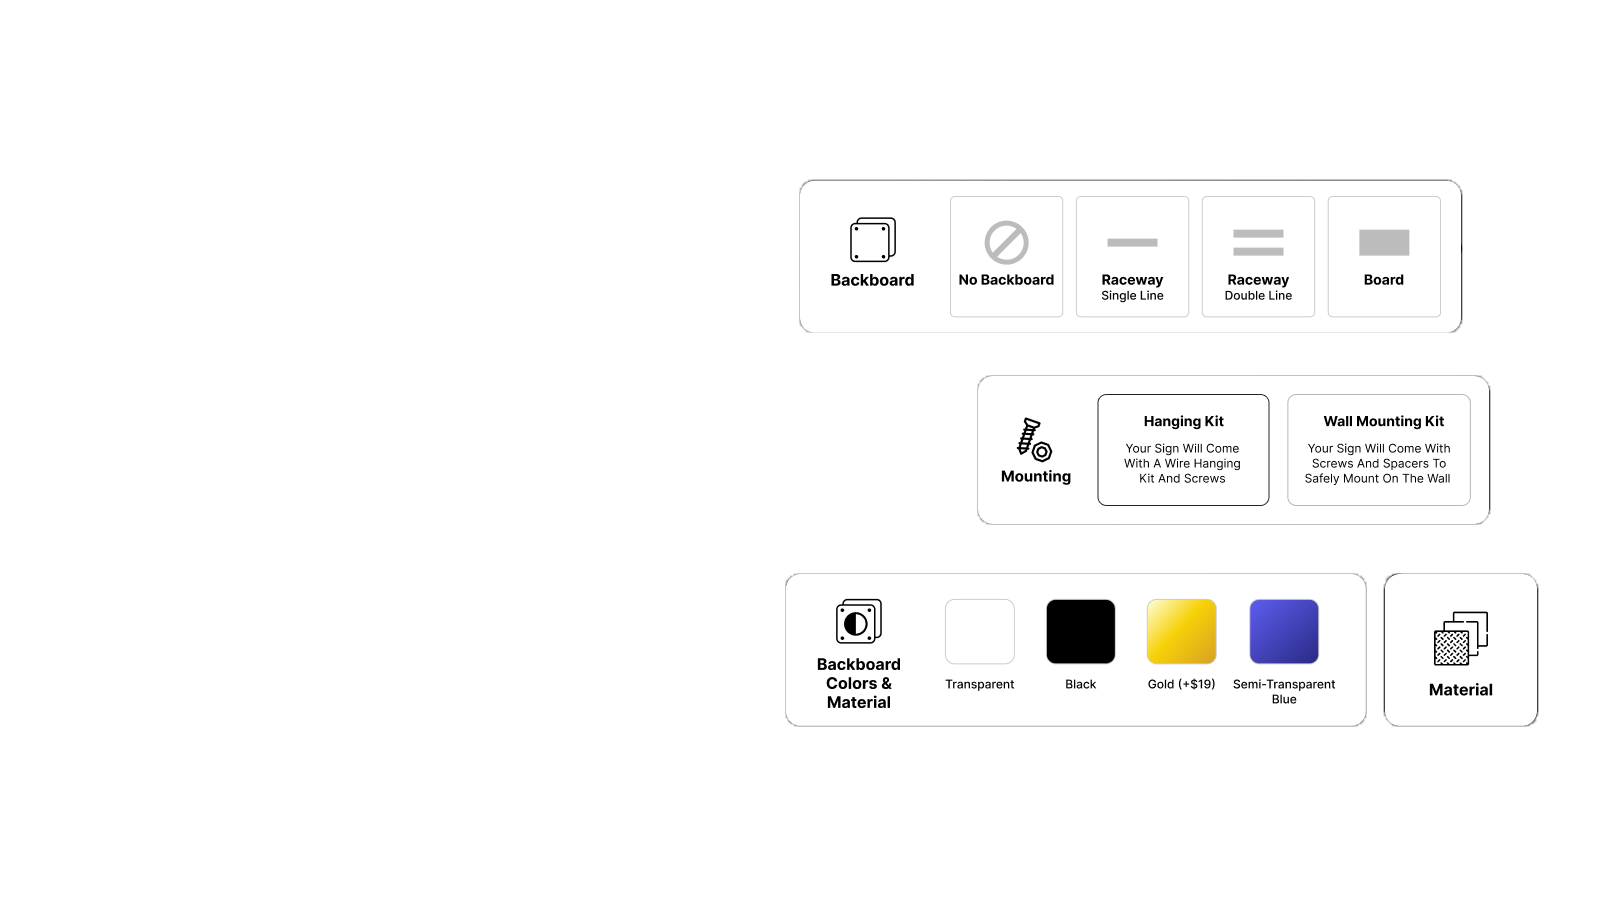 Backboard
No Backboard
Raceway
Single Line
Raceway
Double Line
Board
Mounting
Hanging Kit
Your Sign Will Come
With A Wire Hanging
Kit And Screws
Wall Mounting Kit
Your Sign Will Come With
Screws And Spacers To
Safely Mount On The Wall
Backboard
Colors &
Material
Transparent
Black
Gold (+$19)
Semi-Transparent
Blue
Material